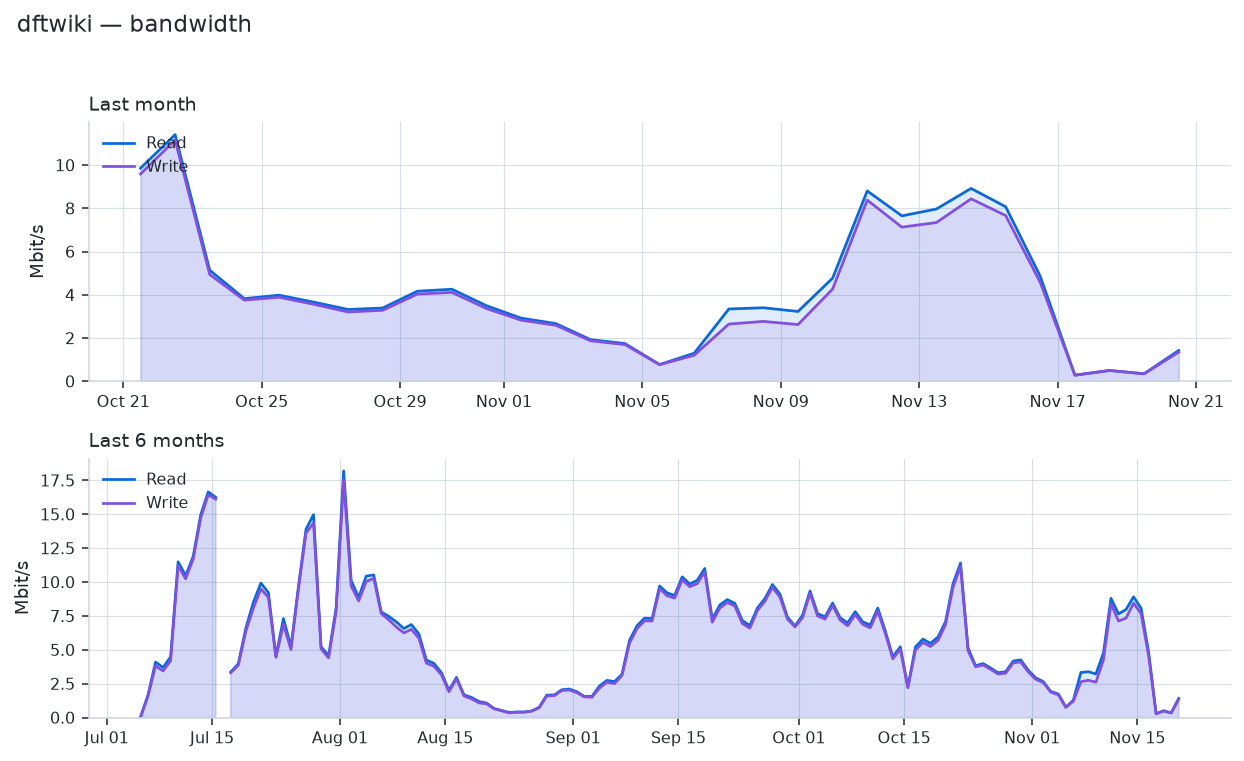 dftwiki — bandwidth
Last month
Read
Write
Mbit/s
10
8
6
4
2
0
Oct 21 Oct 25 Oct 29 Nov 01 Nov 05 Nov 09 Nov 13 Nov 17 Nov 21
Last 6 months
Read
Write
Mbit/s
17.5
15.0
12.5
10.0
7.5
5.0
2.5
0.0
Jul 01 Jul 15 Aug 01 Aug 15 Sep 01 Sep 15 Oct 01 Oct 15 Nov 01 Nov 15